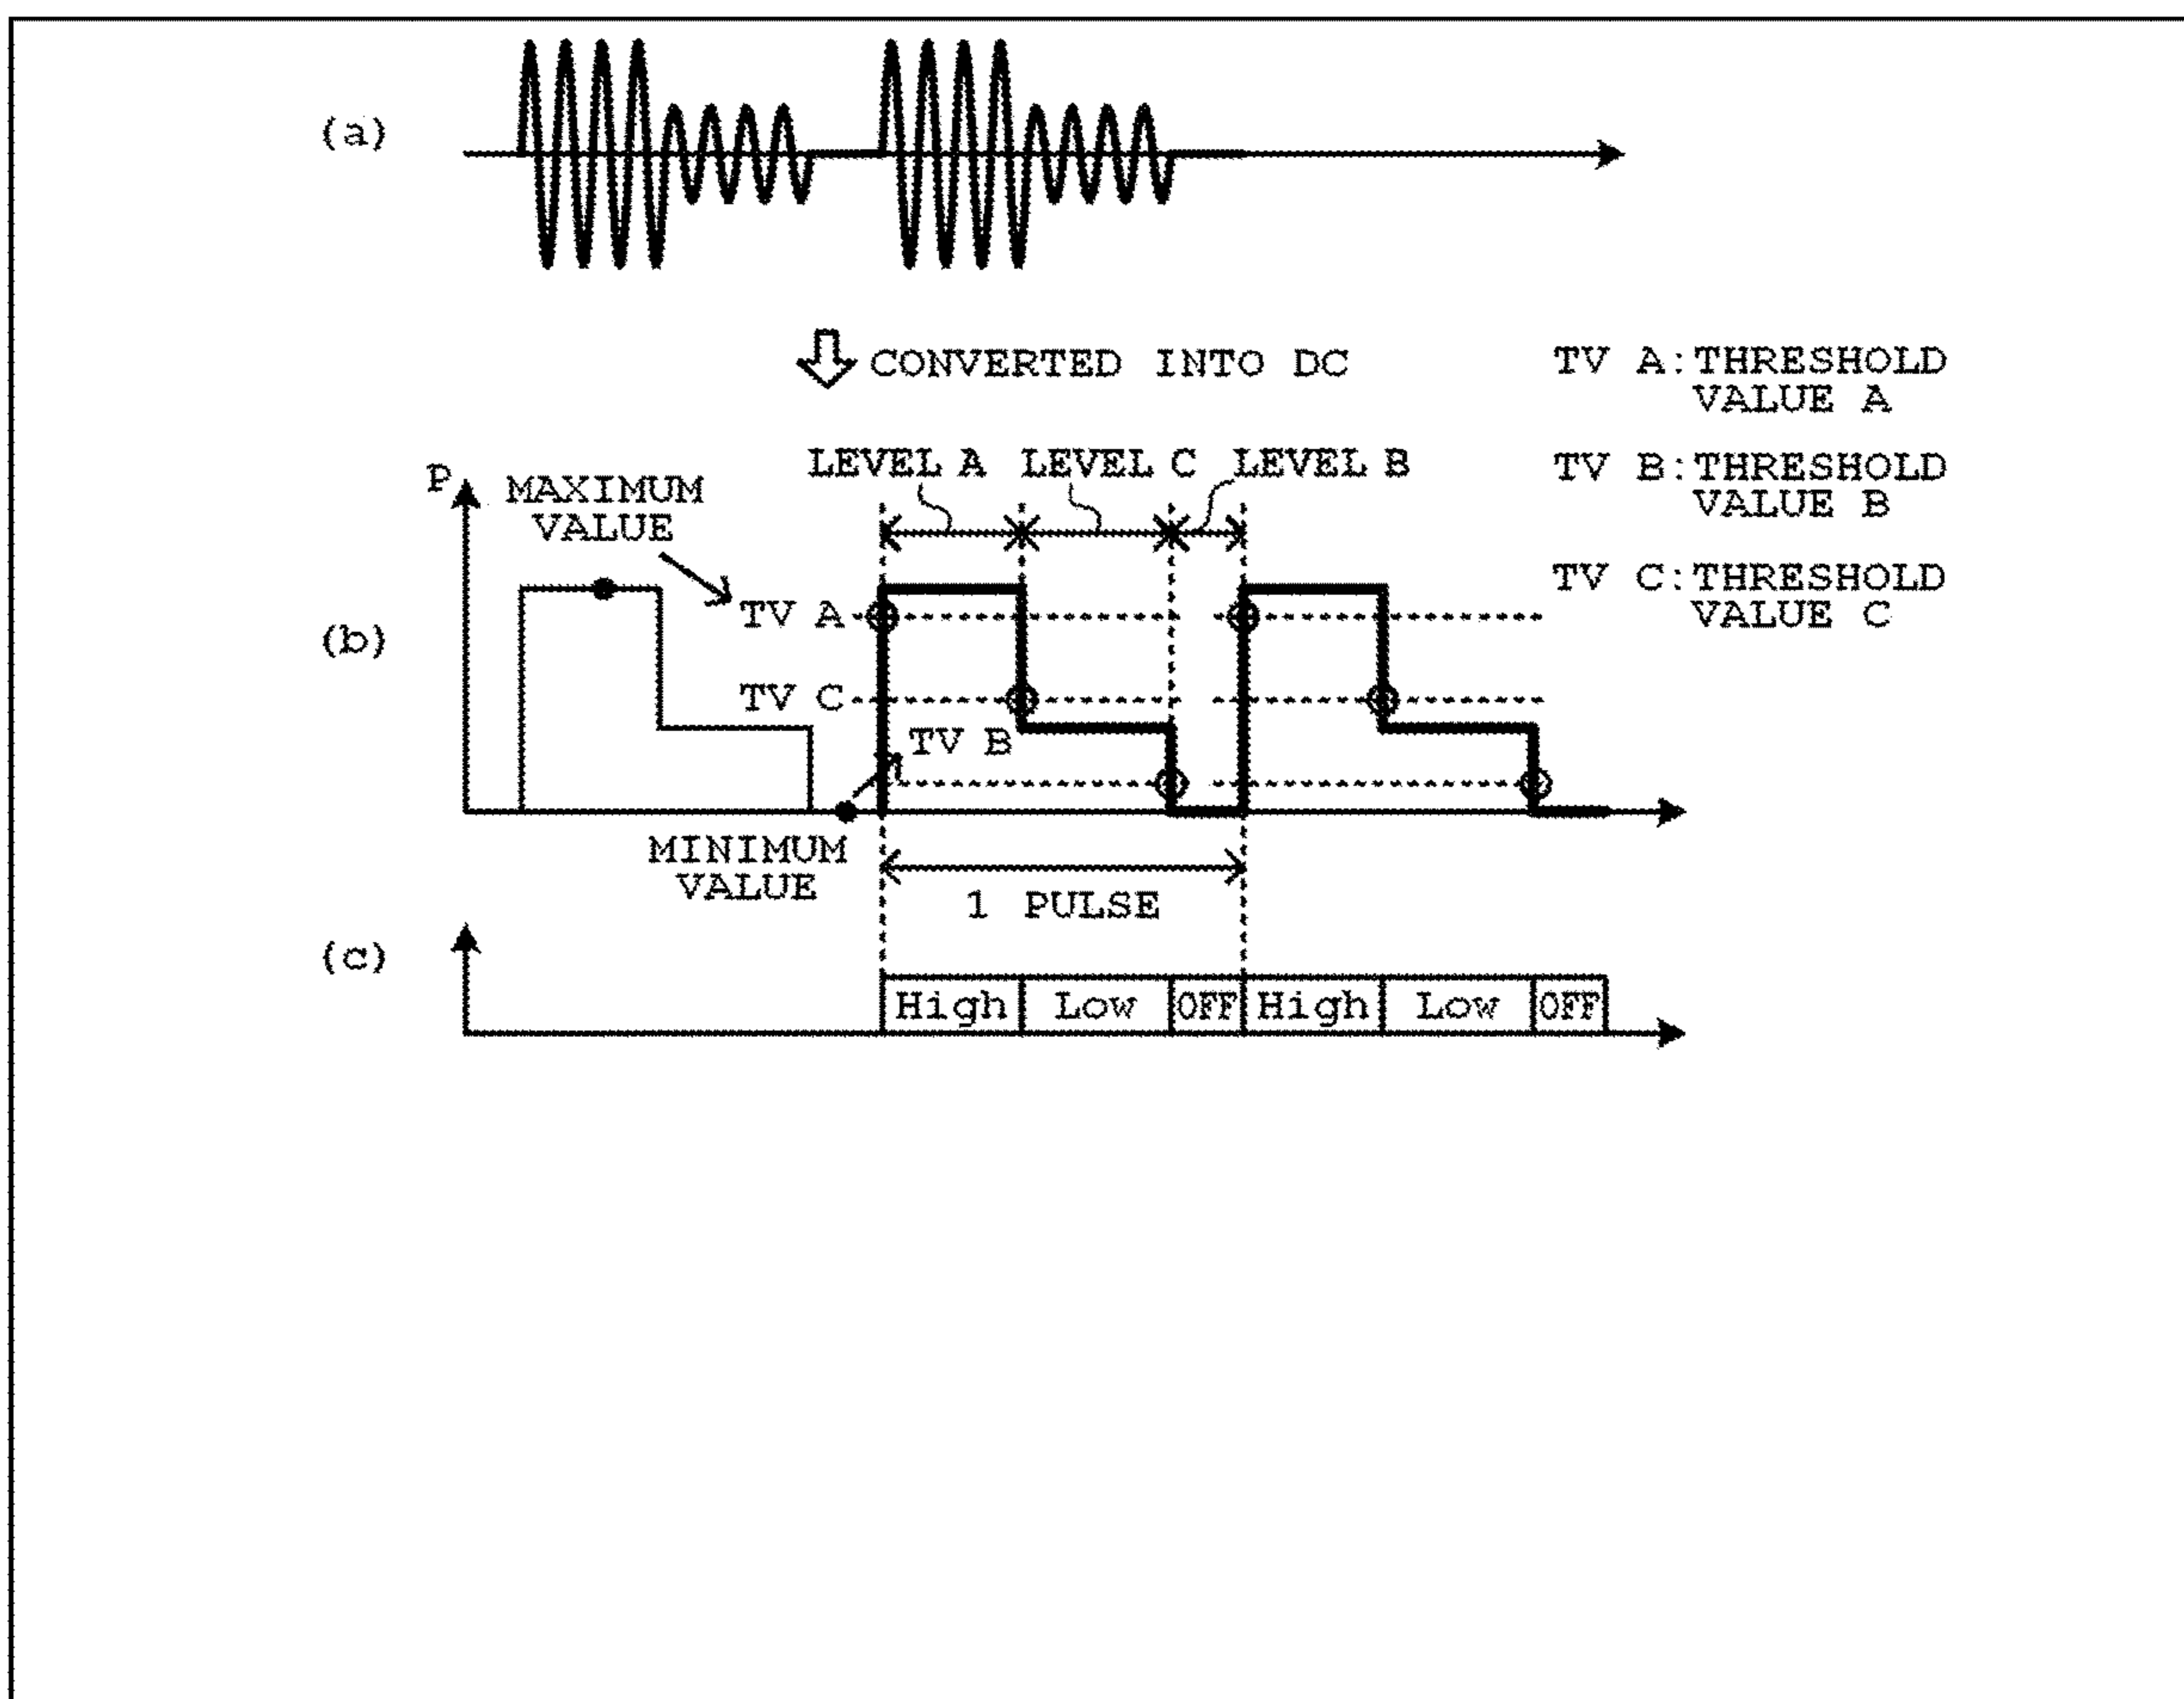 (a)
CONVERTED INTO DC
TV A:THRESHOLD
VALUE A
TV B:THRESHOLD
VALUE B
TV C:THRESHOLD
VALUE C
LEVEL A LEVEL C LEVEL B
P
MAXIMUM
VALUE
(b)
TV A
TV C
TV B
MINIMUM
VALUE
1 PULSE
(c)
High Low OFF High Low OFF